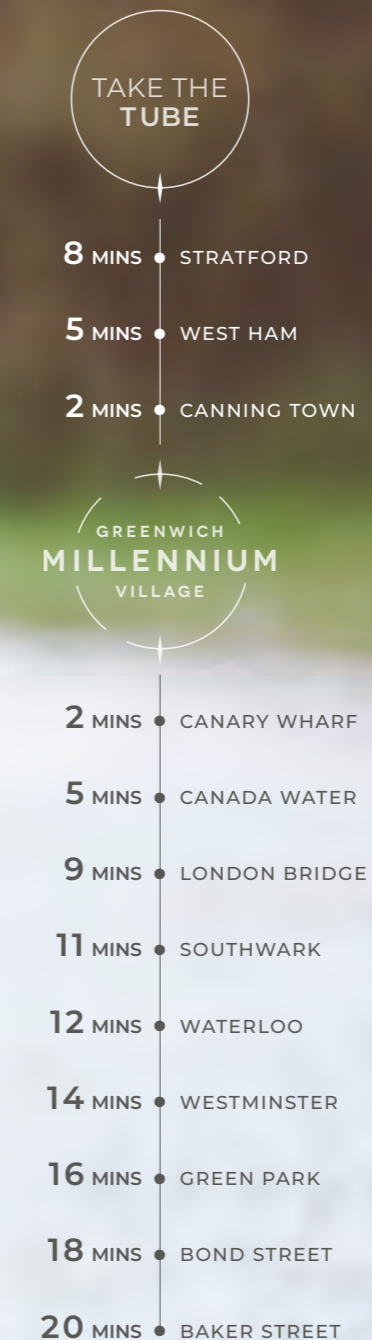 TAKE THE
TUBE
8 MINS STRATFORD
5 MINS WEST HAM
2 MINS CANNING TOWN
GREENWICH
MILLENNIUM
VILLAGE
2 MINS CANARY WHARF
5 MINS CANADA WATER
9 MINS LONDON BRIDGE
11 MINS SOUTHWARK
12 MINS WATERLOO
14 MINS WESTMINSTER
16 MINS GREEN PARK
18 MINS BOND STREET
20 MINS BAKER STREET